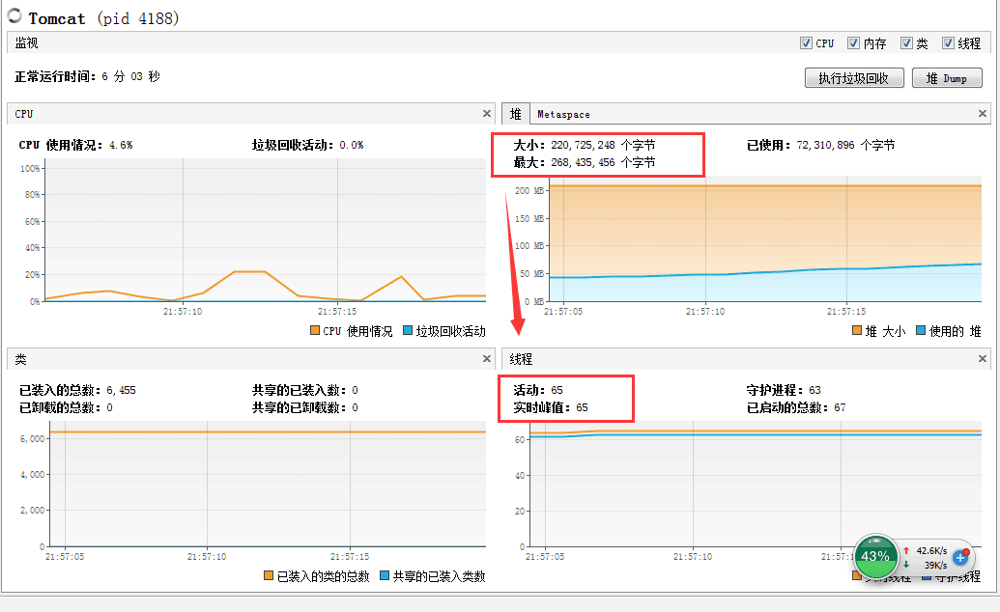 Tomcat (pid 4188)
监视
CPU 内存 类 线程
正常运行时间: 6 分 03 秒
执行垃圾回收 堆 Dump
CPU
CPU 使用情况: 4.6% 垃圾回收活动: 0.0%
100%
80%
60%
40%
20%
0%
21:57:10 21:57:15
CPU 使用情况 垃圾回收活动
堆 Metaspace
大小: 220,725,248 个字节 已使用: 72,310,896 个字节
最大: 268,435,456 个字节
200 MB
150 MB
100 MB
50 MB
0 MB
21:57:05 21:57:10 21:57:15
堆 大小 使用的 堆
类
已装入的总数: 6,455 共享的已装入数: 0
已卸载的总数: 0 共享的已卸载数: 0
6,000
4,000
2,000
0
21:57:05 21:57:10 21:57:15
已装入的类的总数 共享的已装入类数
线程
活动: 65 守护进程: 63
实时峰值: 65 已启动的总数: 67
60
40
20
0
21:57:05 21:57:10
43% 42.6K/s
39K/s
线程 守护线程